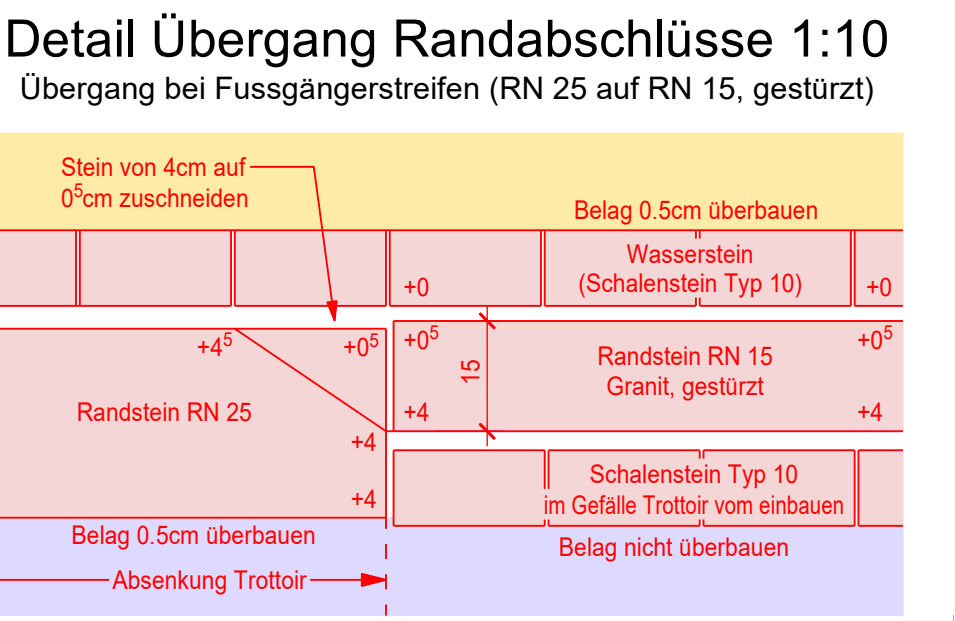 Detail Übergang Randabschlüsse 1:10
Übergang bei Fussgängerstreifen (RN 25 auf RN 15, gestürzt)
Stein von 4cm auf
0⁵cm zuschneiden
Belag 0.5cm überbauen
Wasserstein
(Schalenstein Typ 10)
+0
+0
+4⁵
+0⁵
+0⁵
+0⁵
15
Randstein RN 15
Granit, gestürzt
Randstein RN 25
+4
+4
+4
+4
Schalenstein Typ 10
im Gefälle Trottoir vom einbauen
Belag 0.5cm überbauen
Belag nicht überbauen
Absenkung Trottoir